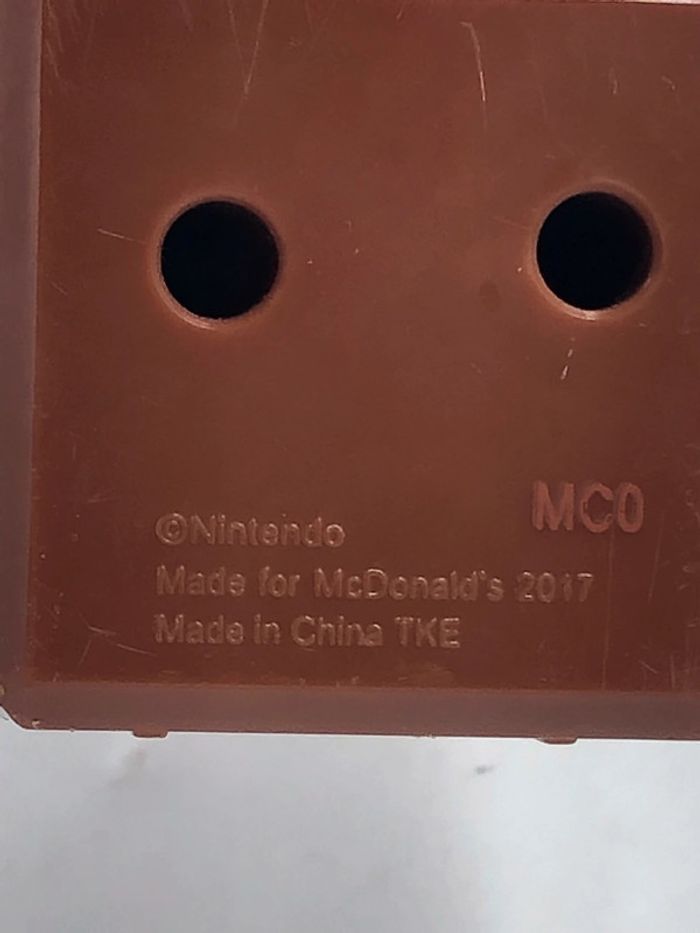 MC0
©Nintendo
Made for McDonald's 2017
Made in China TKE